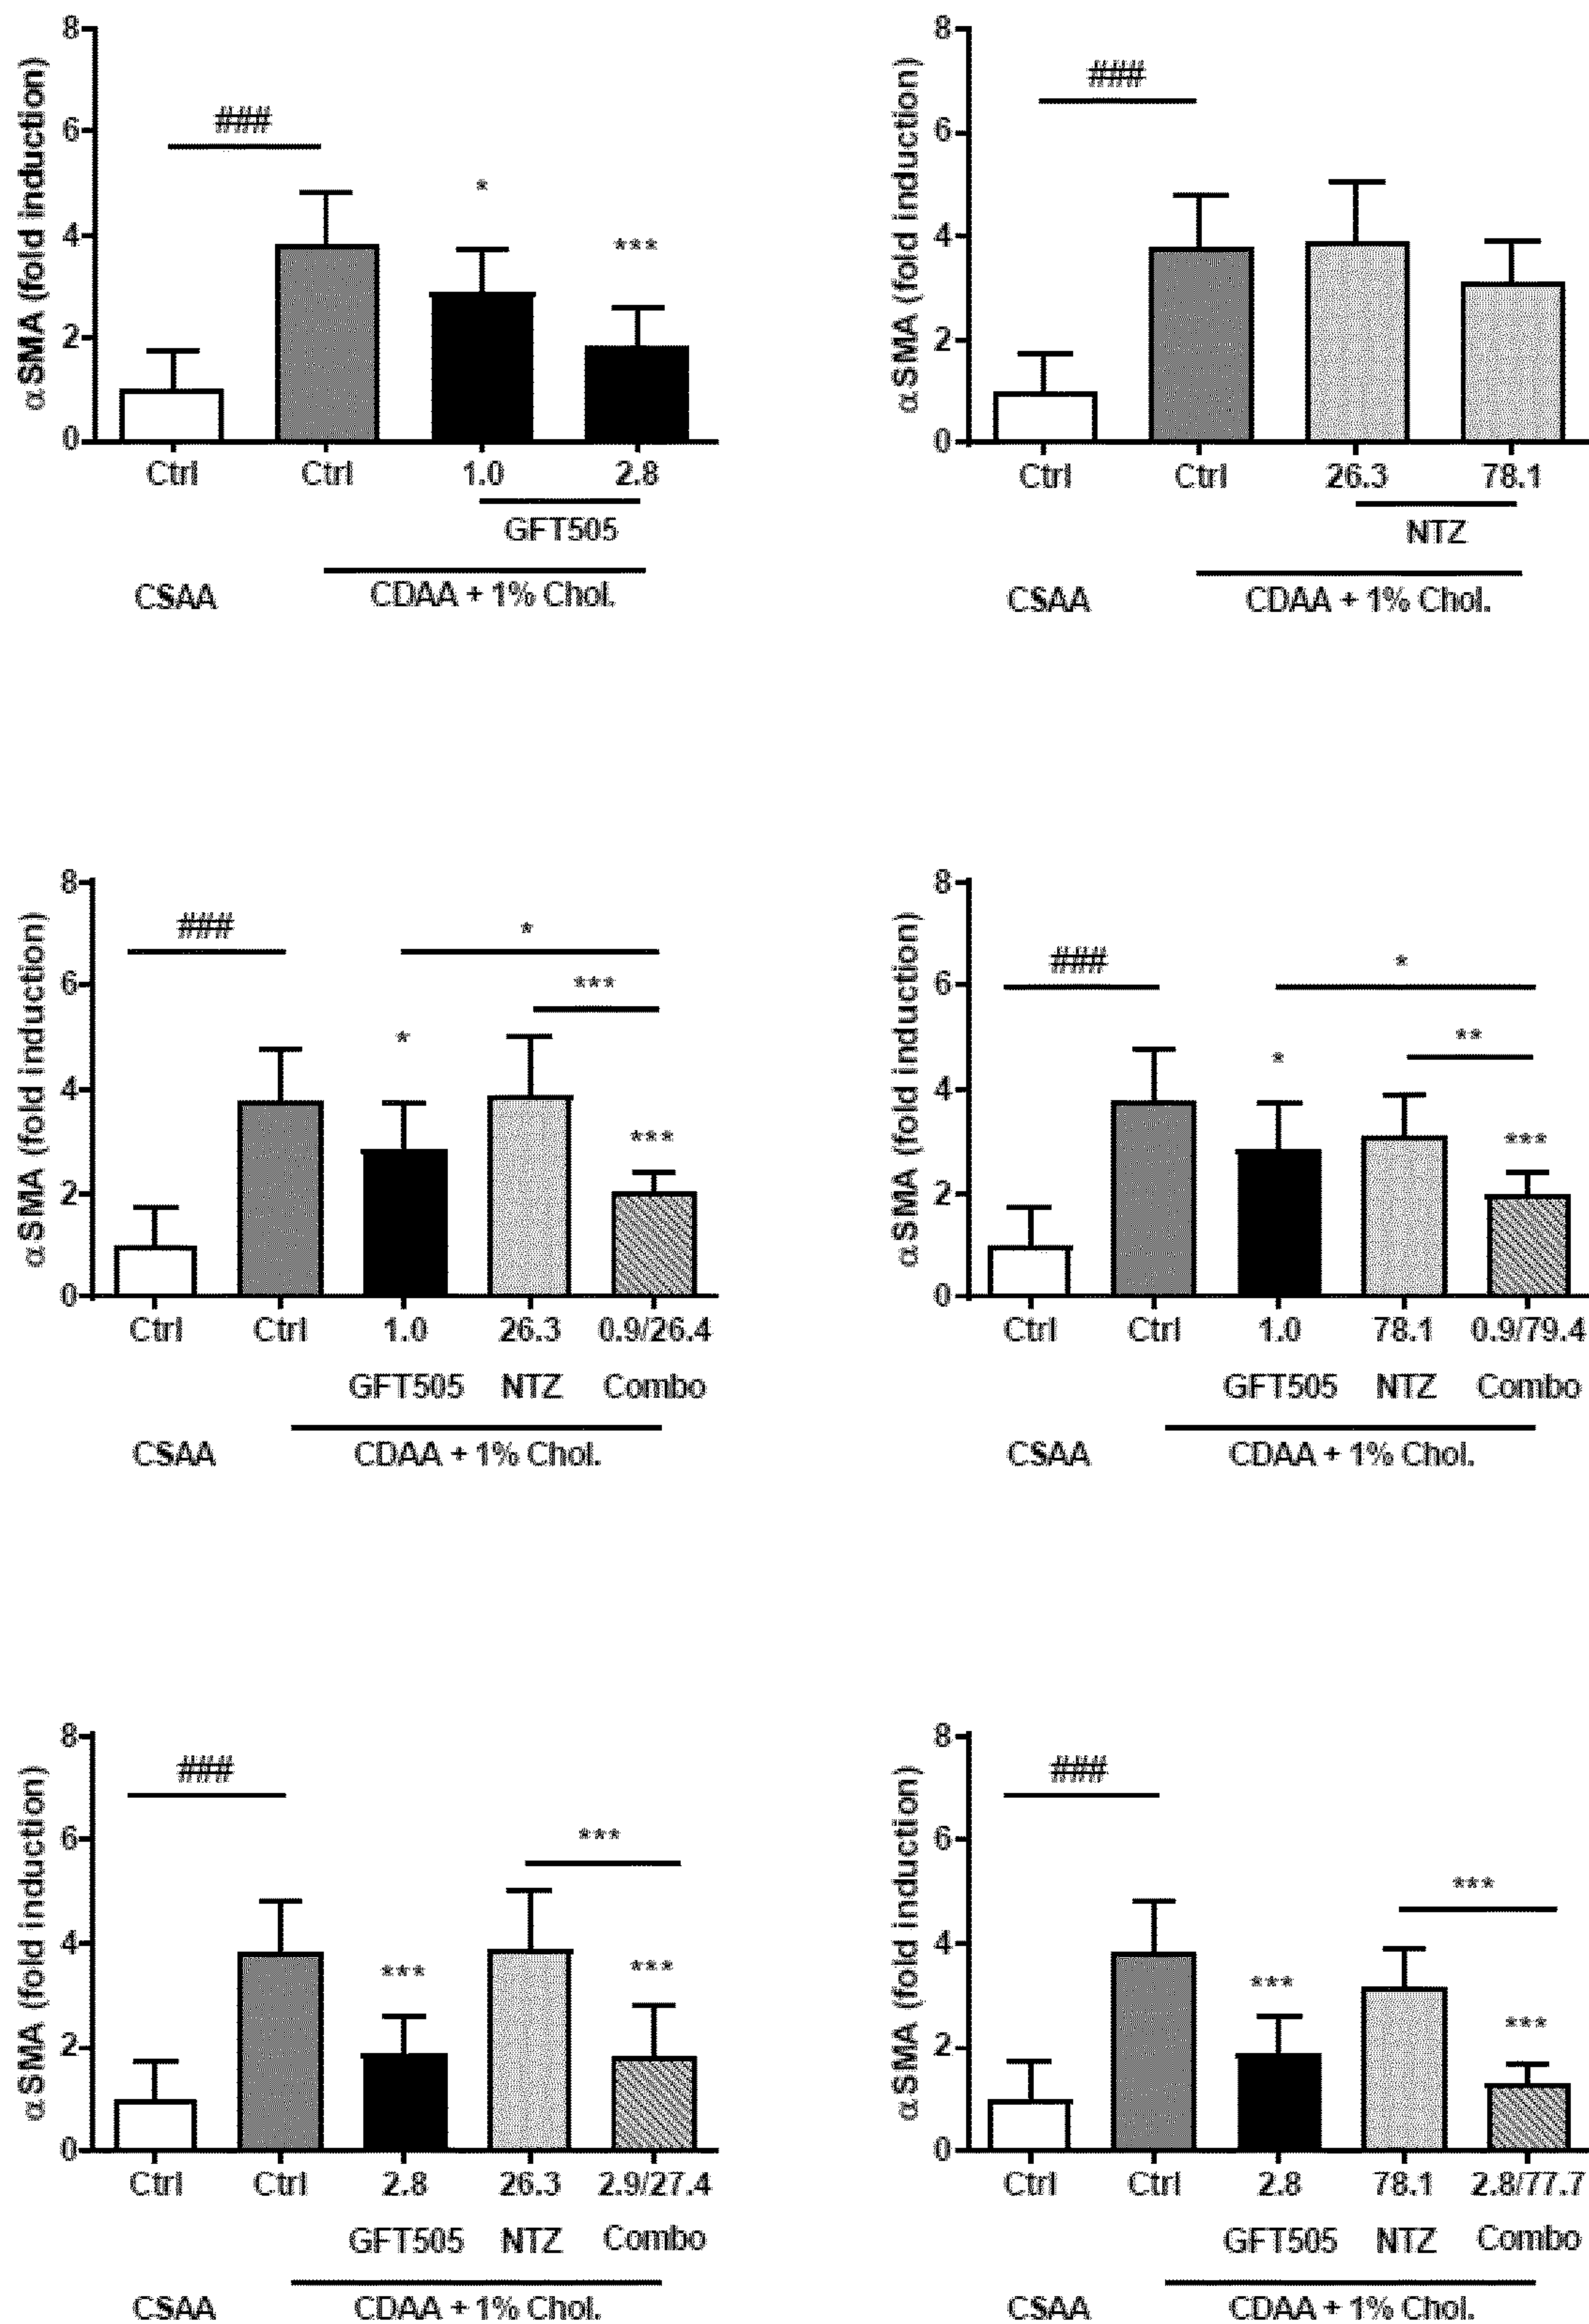 αSMA (fold induction)
8
6
4
2
0
###
*
***
Ctrl Ctrl 1.0 2.8
GFT505
CSAA CDAA + 1% Chol.
αSMA (fold induction)
8
6
4
2
0
###
Ctrl Ctrl 26.3 78.1
NTZ
CSAA CDAA + 1% Chol.
αSMA (fold induction)
8
6
4
2
0
###
*
***
*
***
Ctrl Ctrl 1.0 26.3 0.9/26.4
GFT505 NTZ Combo
CSAA CDAA + 1% Chol.
αSMA (fold induction)
8
6
4
2
0
###
*
**
*
***
Ctrl Ctrl 1.0 78.1 0.9/79.4
GFT505 NTZ Combo
CSAA CDAA + 1% Chol.
αSMA (fold induction)
8
6
4
2
0
###
***
***
***
Ctrl Ctrl 2.8 26.3 2.9/27.4
GFT505 NTZ Combo
CSAA CDAA + 1% Chol.
αSMA (fold induction)
8
6
4
2
0
###
***
***
***
Ctrl Ctrl 2.8 78.1 2.8/77.7
GFT505 NTZ Combo
CSAA CDAA + 1% Chol.